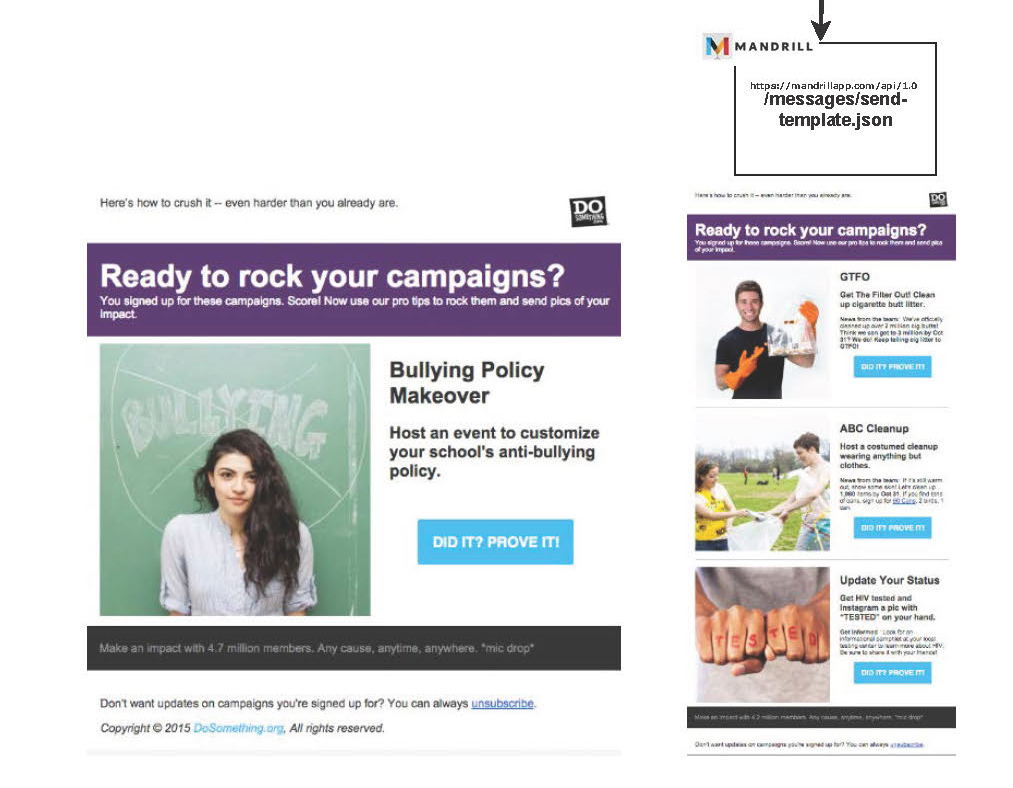 MANDRILL
https://mandrillapp.com/api/1.0
/messages/send-
template.json
Here's how to crush it -- even harder than you already are.
DO
SOMETHING
.ORG
Ready to rock your campaigns?
You signed up for these campaigns. Score! Now use our pro tips to rock them and send pics of your
impact.
BULLYING
Bullying Policy
Makeover
Host an event to customize
your school's anti-bullying
policy.
DID IT? PROVE IT!
Make an impact with 4.7 million members. Any cause, anytime, anywhere. *mic drop*
Don't want updates on campaigns you're signed up for? You can always unsubscribe.
Copyright © 2015 DoSomething.org, All rights reserved.
Here's how to crush it -- even harder than you already are.
DO
Ready to rock your campaigns?
You signed up for these campaigns. Score! Now use our pro tips to rock them and send pics
of your impact.
GTFO
Get The Filter Out! Clean
up cigarette butt litter.
News from the team: We've officially
cleaned up over 2 million cig butts!
Think we can get to 3 million by Oct
31? We do! Keep telling cig litter to
GTFO!
DID IT? PROVE IT!
ABC Cleanup
Host a costumed cleanup
wearing anything but
clothes.
News from the team: If it's still warm
out, show some skin! Let's clean up
1,960 items by Oct 31. If you find tons
of cans, sign up for 50 Cans. 2 birds, 1
can.
DID IT? PROVE IT!
TESTED
Update Your Status
Get HIV tested and
Instagram a pic with
"TESTED" on your hand.
Get informed: Look for an
informational pamphlet at your local
testing center to learn more about HIV.
Be sure to share it with your friends!
DID IT? PROVE IT!
Make an impact with 4.2 million members. Any cause, anytime, anywhere. *mic drop*
Don't want updates on campaigns you're signed up for? You can always unsubscribe.